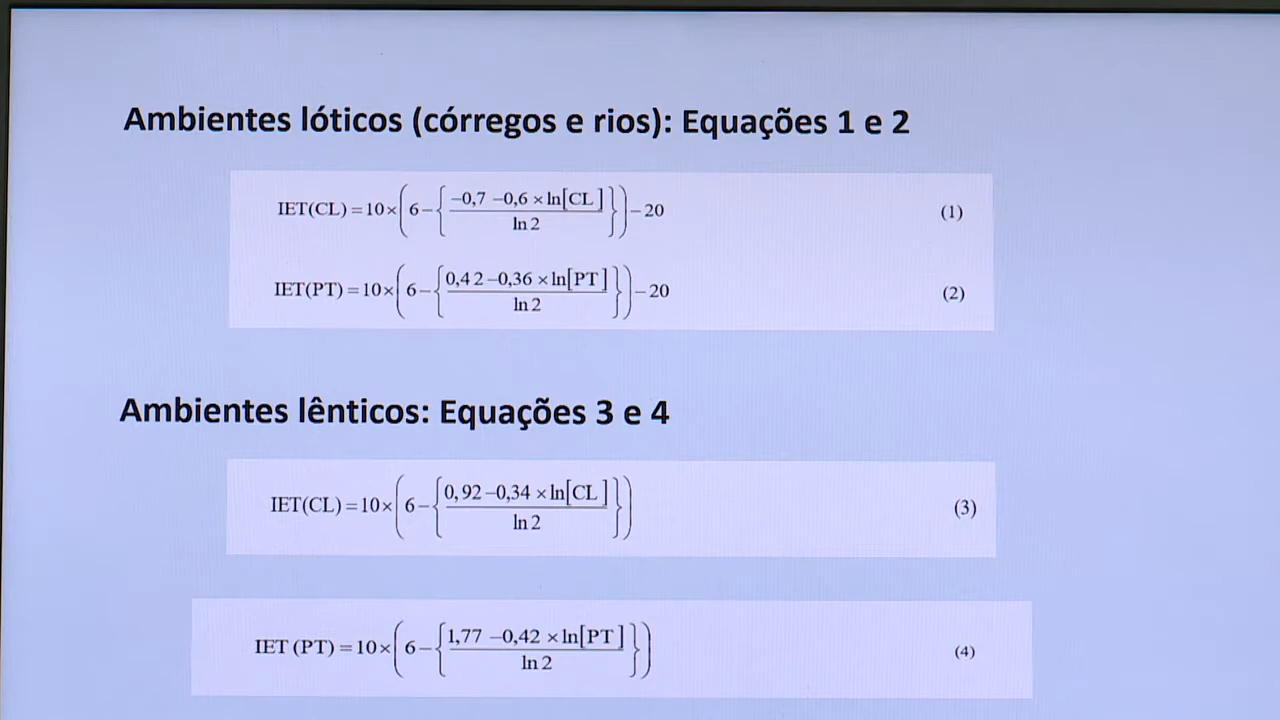 Ambientes lóticos (córregos e rios): Equações 1 e 2
IET(CL) = 10×(6−{(−0,7 −0,6 × ln[CL])/ln 2})−20 (1)
IET(PT) = 10×(6−{(0,42 −0,36 × ln[PT])/ln 2})−20 (2)
Ambientes lênticos: Equações 3 e 4
IET(CL) = 10×(6−{(0,92 −0,34 × ln[CL])/ln 2}) (3)
IET (PT) = 10×(6−{(1,77 −0,42 × ln[PT])/ln 2}) (4)